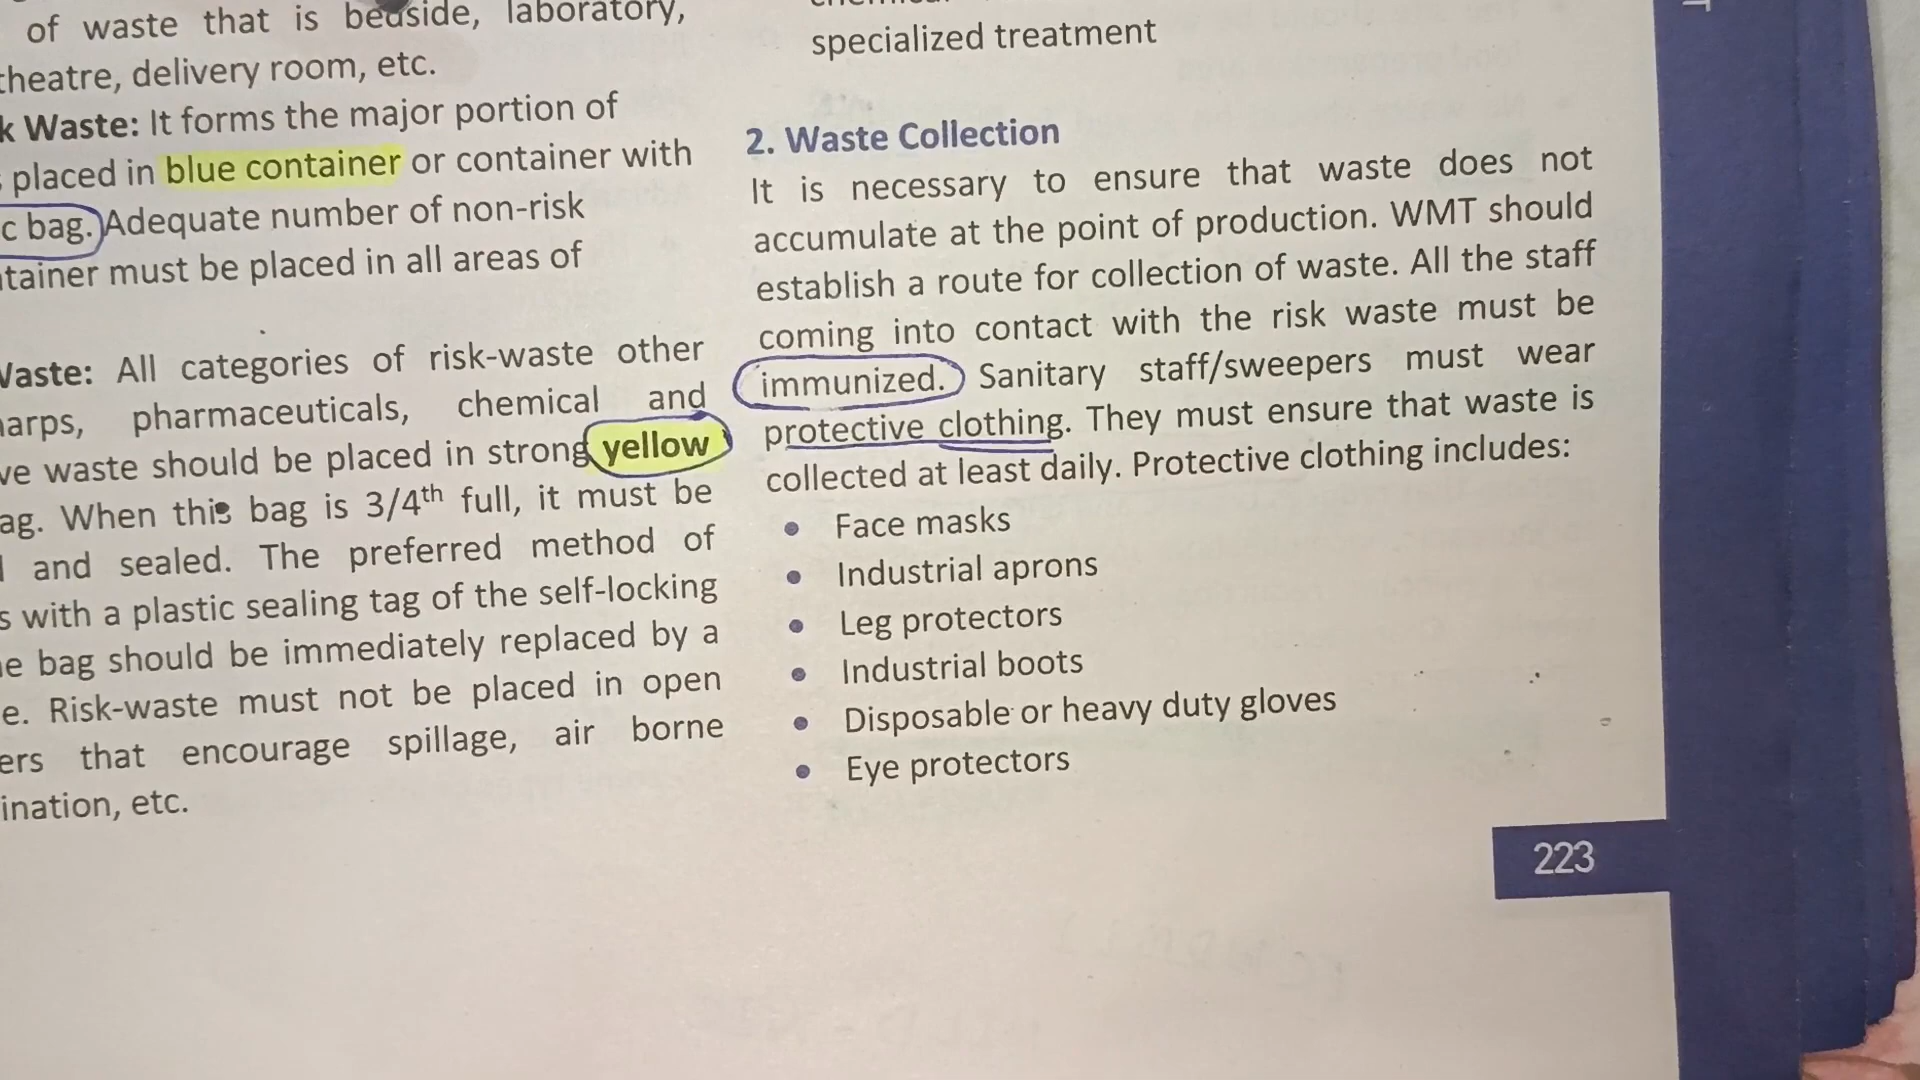 of waste that is bedside, laboratory,
theatre, delivery room, etc.
Waste: It forms the major portion of
placed in blue container or container with
bag. Adequate number of non-risk
must be placed in all areas of
Waste: All categories of risk-waste other
pharmaceuticals, chemical and
waste should be placed in strong yellow
When this bag is 3/4th full, it must be
and sealed. The preferred method of
with a plastic sealing tag of the self-locking
bag should be immediately replaced by a
Risk-waste must not be placed in open
that encourage spillage, air borne
etc.
specialized treatment
2. Waste Collection
It is necessary to ensure that waste does not
accumulate at the point of production. WMT should
establish a route for collection of waste. All the staff
coming into contact with the risk waste must be
immunized. Sanitary staff/sweepers must wear
protective clothing. They must ensure that waste is
collected at least daily. Protective clothing includes:
• Face masks
• Industrial aprons
• Leg protectors
• Industrial boots
• Disposable or heavy duty gloves
• Eye protectors
223